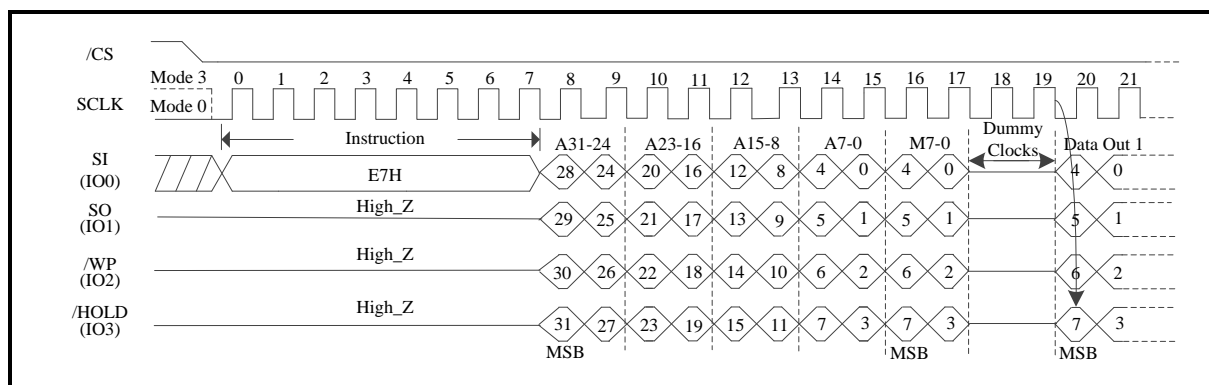 /CS
Mode 3 0 1 2 3 4 5 6 7 8 9 10 11 12 13 14 15 16 17 18 19 20 21
SCLK Mode 0
Instruction A31-24 A23-16 A15-8 A7-0 M7-0 Dummy Clocks Data Out 1
SI (IO0) E7H 28 24 20 16 12 8 4 0 4 0 4 0
SO (IO1) High_Z 29 25 21 17 13 9 5 1 5 1 5 1
/WP (IO2) High_Z 30 26 22 18 14 10 6 2 6 2 6 2
/HOLD (IO3) High_Z 31 27 23 19 15 11 7 3 7 3 7 3
MSB MSB MSB